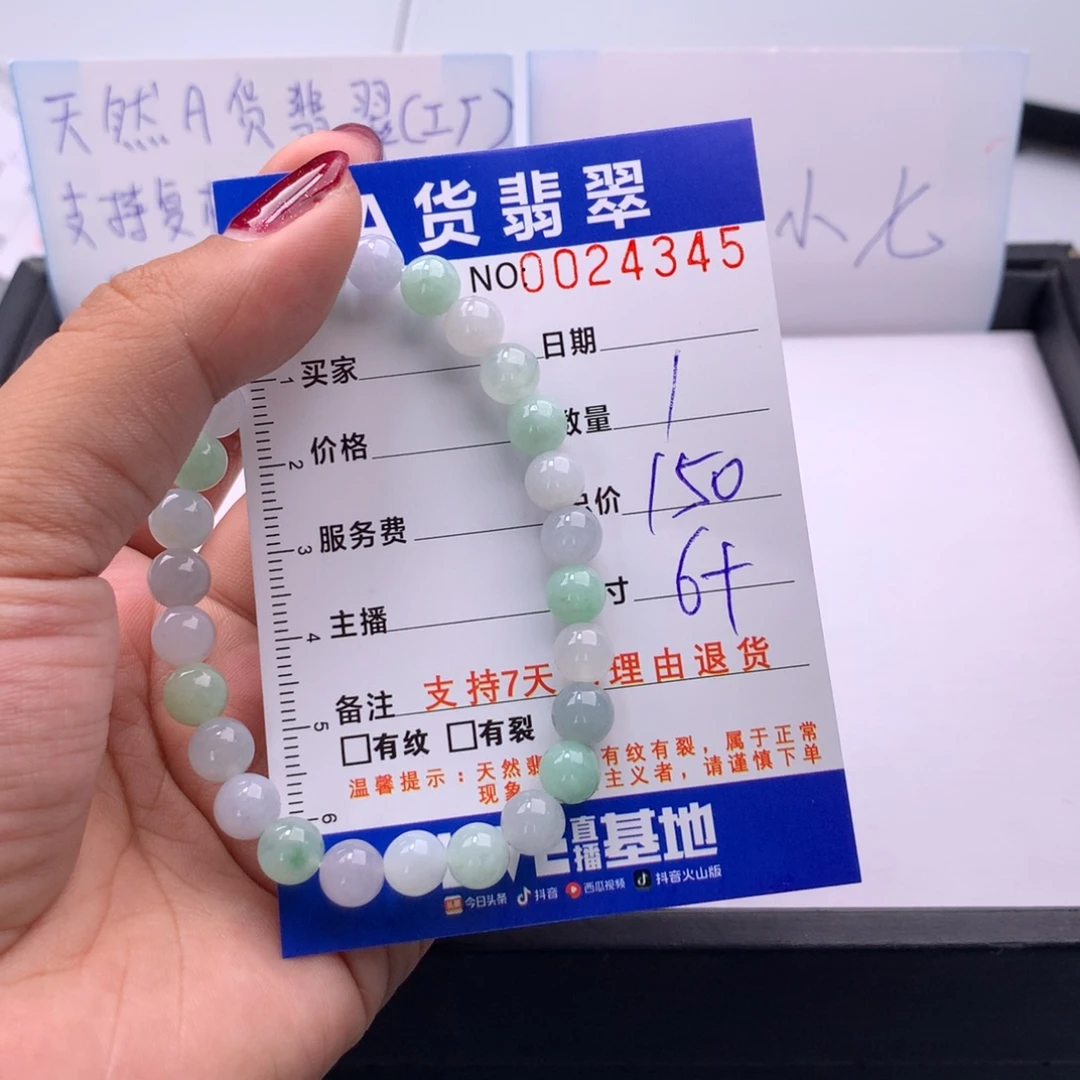 天然A货翡翠(工厂)
支持复
小七
A货翡翠
NO:0024345
买家
日期
价格
数量 1
服务费
总价 150
主播
寸 6+
备注 支持7天 理由退货
□有纹 □有裂
温馨提示：天然翡 有纹有裂，属于正常
现象 主义者，请谨慎下单
直播基地
今日头条 抖音 西瓜视频 抖音火山版
1
2
3
4
5
6